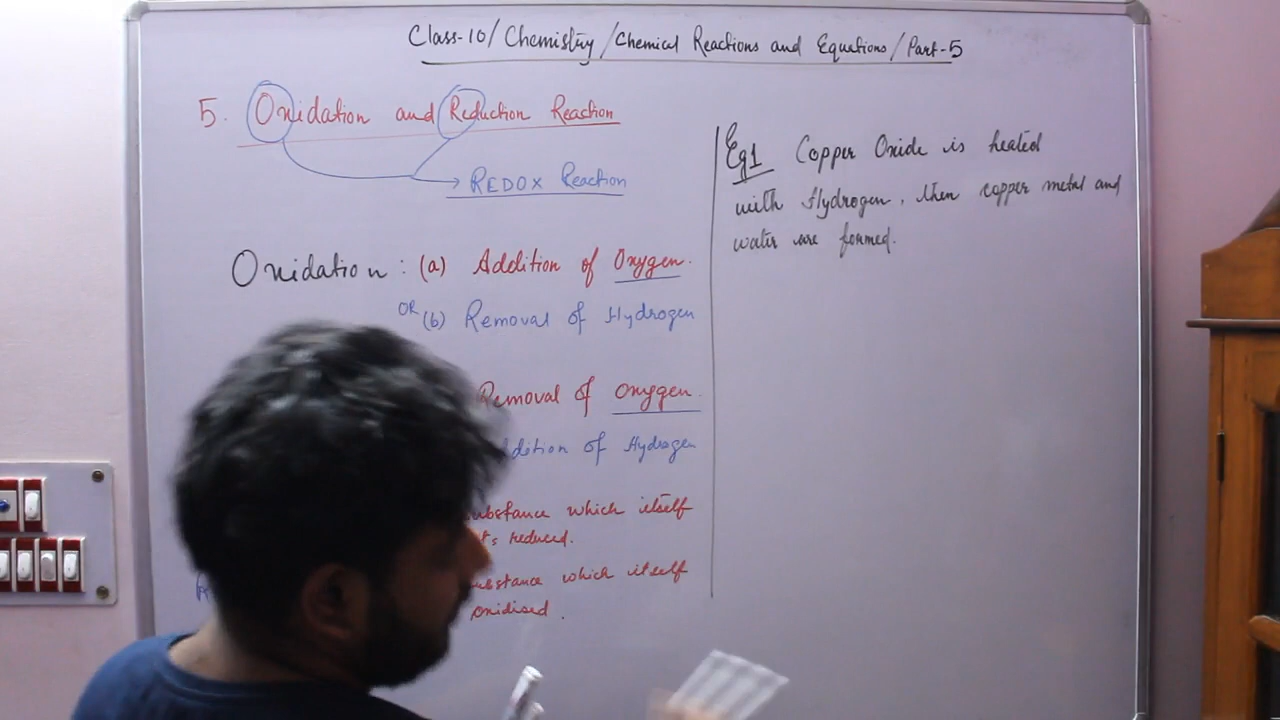 Class-10/Chemistry/Chemical Reactions and Equations/Part-5
5. Oxidation and Reduction Reaction
REDOX Reaction
Oxidation: (a) Addition of Oxygen.
OR (b) Removal of Hydrogen
Removal of Oxygen.
of Hydrogen
which itself
reduced.
which itself
oxidised.
Eg1 Copper Oxide is heated
with Hydrogen, then copper metal and
water are formed.